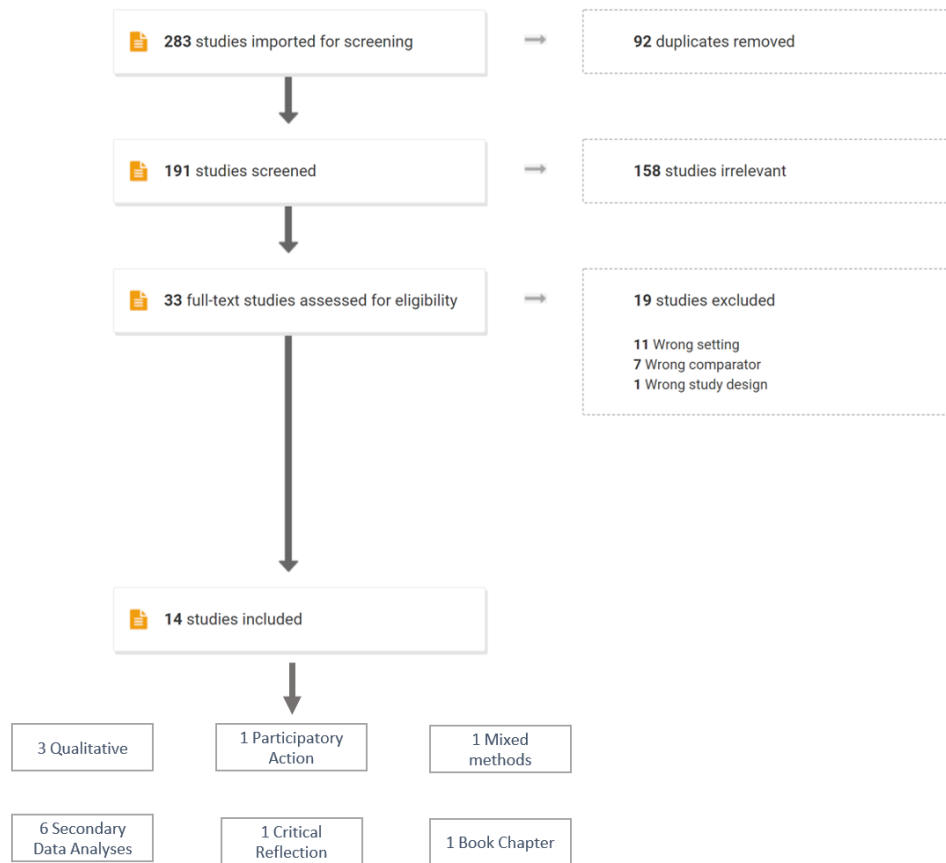 283 studies imported for screening
92 duplicates removed
191 studies screened
158 studies irrelevant
33 full-text studies assessed for eligibility
19 studies excluded
11 Wrong setting
7 Wrong comparator
1 Wrong study design
14 studies included
3 Qualitative
1 Participatory
Action
1 Mixed
methods
6 Secondary
Data Analyses
1 Critical
Reflection
1 Book Chapter